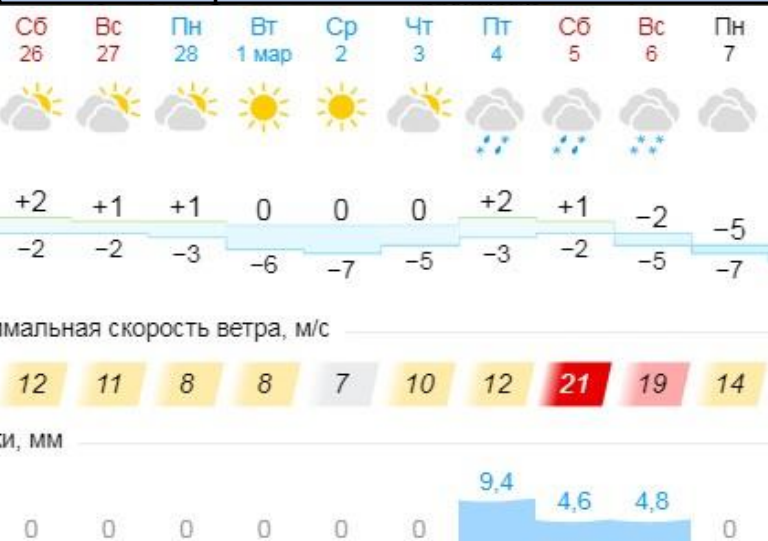 Сб Вс Пн Вт Ср Чт Пт Сб Вс Пн
26 27 28 1 мар 2 3 4 5 6 7
+2 +1 +1 0 0 0 +2 +1 −2 −5
−2 −2 −3 −6 −7 −5 −3 −2 −5 −7
имальная скорость ветра, м/с
12 11 8 8 7 10 12 21 19 14
ки, мм
9,4 4,6 4,8
0 0 0 0 0 0 0